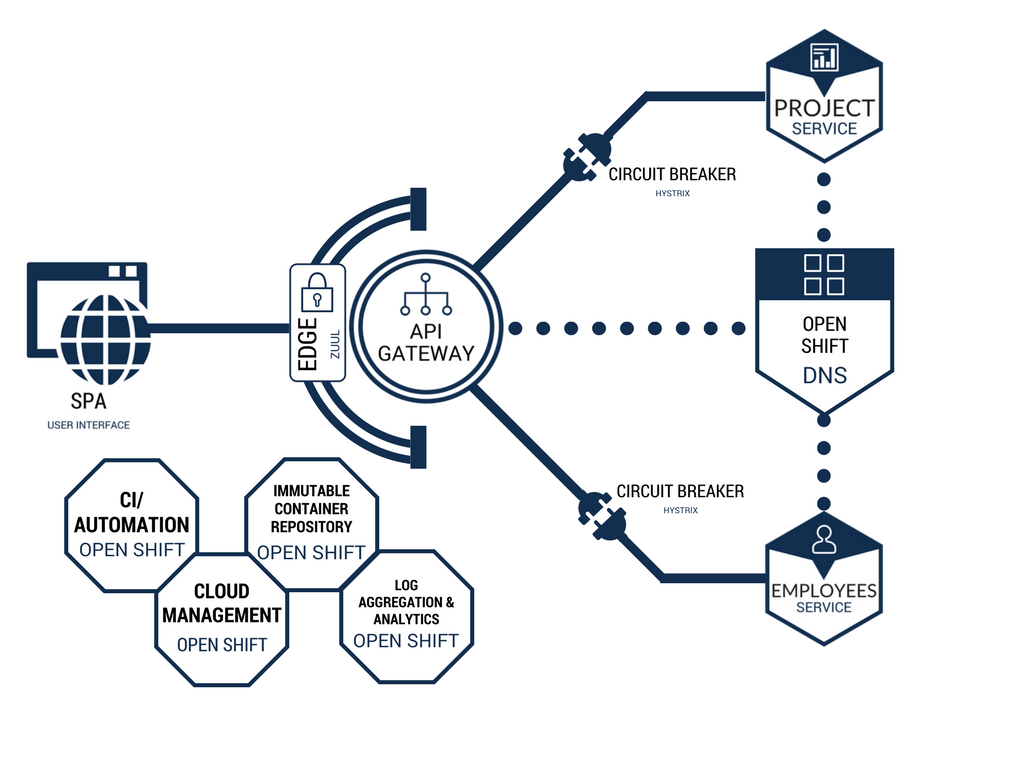 PROJECT
SERVICE
CIRCUIT BREAKER
HYSTRIX
EDGE
ZUUL
API
GATEWAY
OPEN
SHIFT
DNS
SPA
USER INTERFACE
CI/
AUTOMATION
OPEN SHIFT
IMMUTABLE
CONTAINER
REPOSITORY
OPEN SHIFT
CLOUD
MANAGEMENT
OPEN SHIFT
LOG
AGGREGATION &
ANALYTICS
OPEN SHIFT
CIRCUIT BREAKER
HYSTRIX
EMPLOYEES
SERVICE